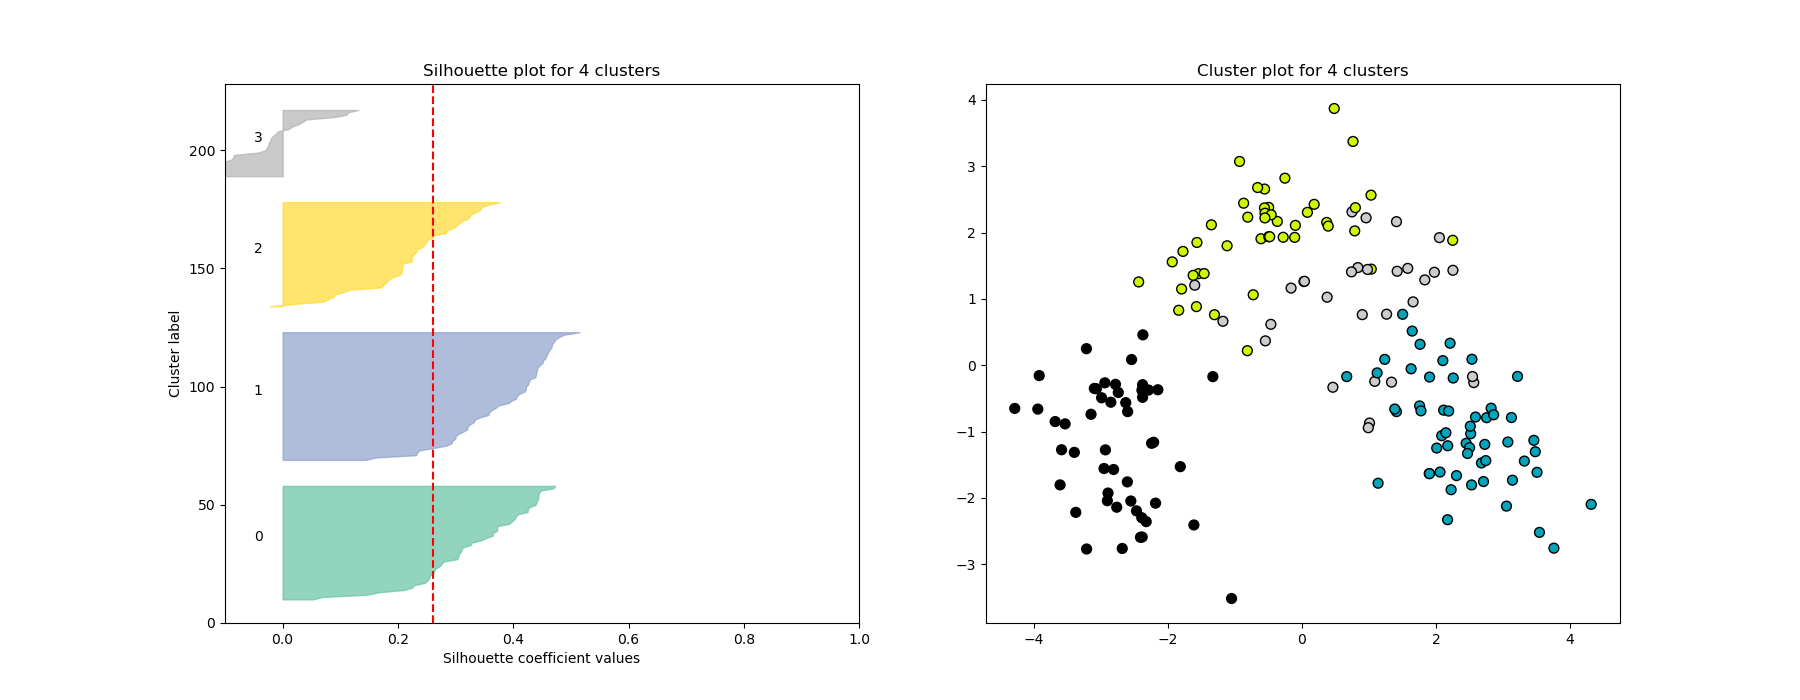 Silhouette plot for 4 clusters
Cluster label
200
150
100
50
0
3
2
1
0
0.0 0.2 0.4 0.6 0.8 1.0
Silhouette coefficient values
Cluster plot for 4 clusters
4
3
2
1
0
−1
−2
−3
−4 −2 0 2 4